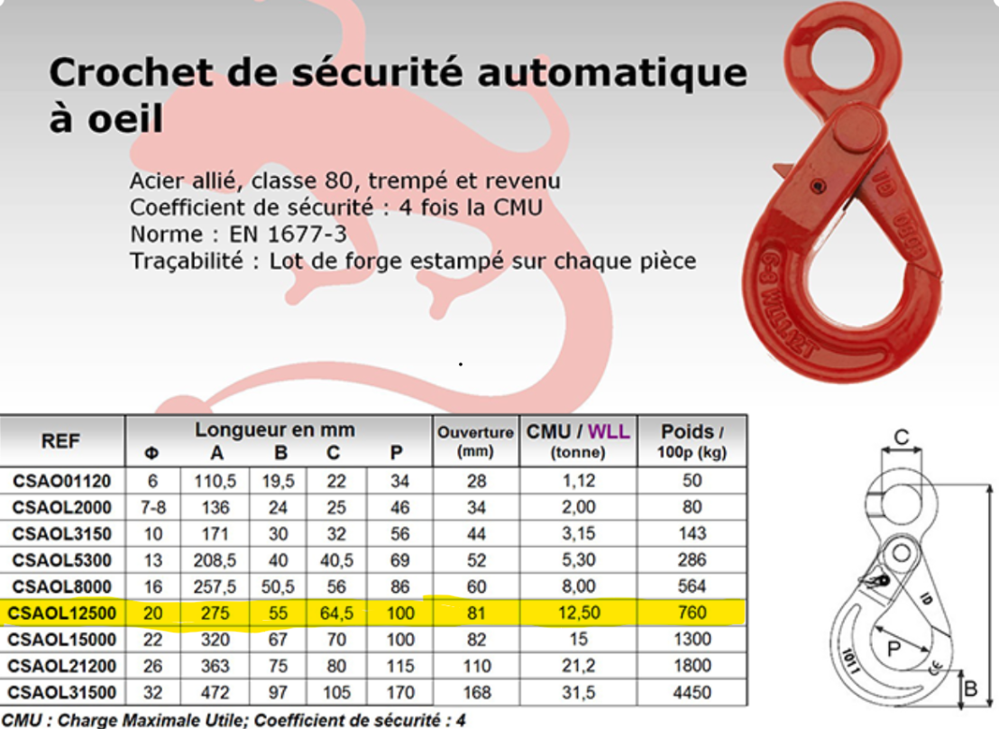 Crochet de sécurité automatique
à oeil
Acier allié, classe 80, trempé et revenu
Coefficient de sécurité : 4 fois la CMU
Norme : EN 1677-3
Traçabilité : Lot de forge estampé sur chaque pièce
REF Longueur en mm Ouverture (mm) CMU / WLL (tonne) Poids / 100p (kg)
Φ A B C P
CSAO01120 6 110,5 19,5 22 34 28 1,12 50
CSAOL2000 7-8 136 24 25 46 34 2,00 80
CSAOL3150 10 171 30 32 56 44 3,15 143
CSAOL5300 13 208,5 40 40,5 69 52 5,30 286
CSAOL8000 16 257,5 50,5 56 86 60 8,00 564
CSAOL12500 20 275 55 64,5 100 81 12,50 760
CSAOL15000 22 320 67 70 100 82 15 1300
CSAOL21200 26 363 75 80 115 110 21,2 1800
CSAOL31500 32 472 97 105 170 168 31,5 4450
CMU : Charge Maximale Utile; Coefficient de sécurité : 4
C
ID
P
1011
CE
B